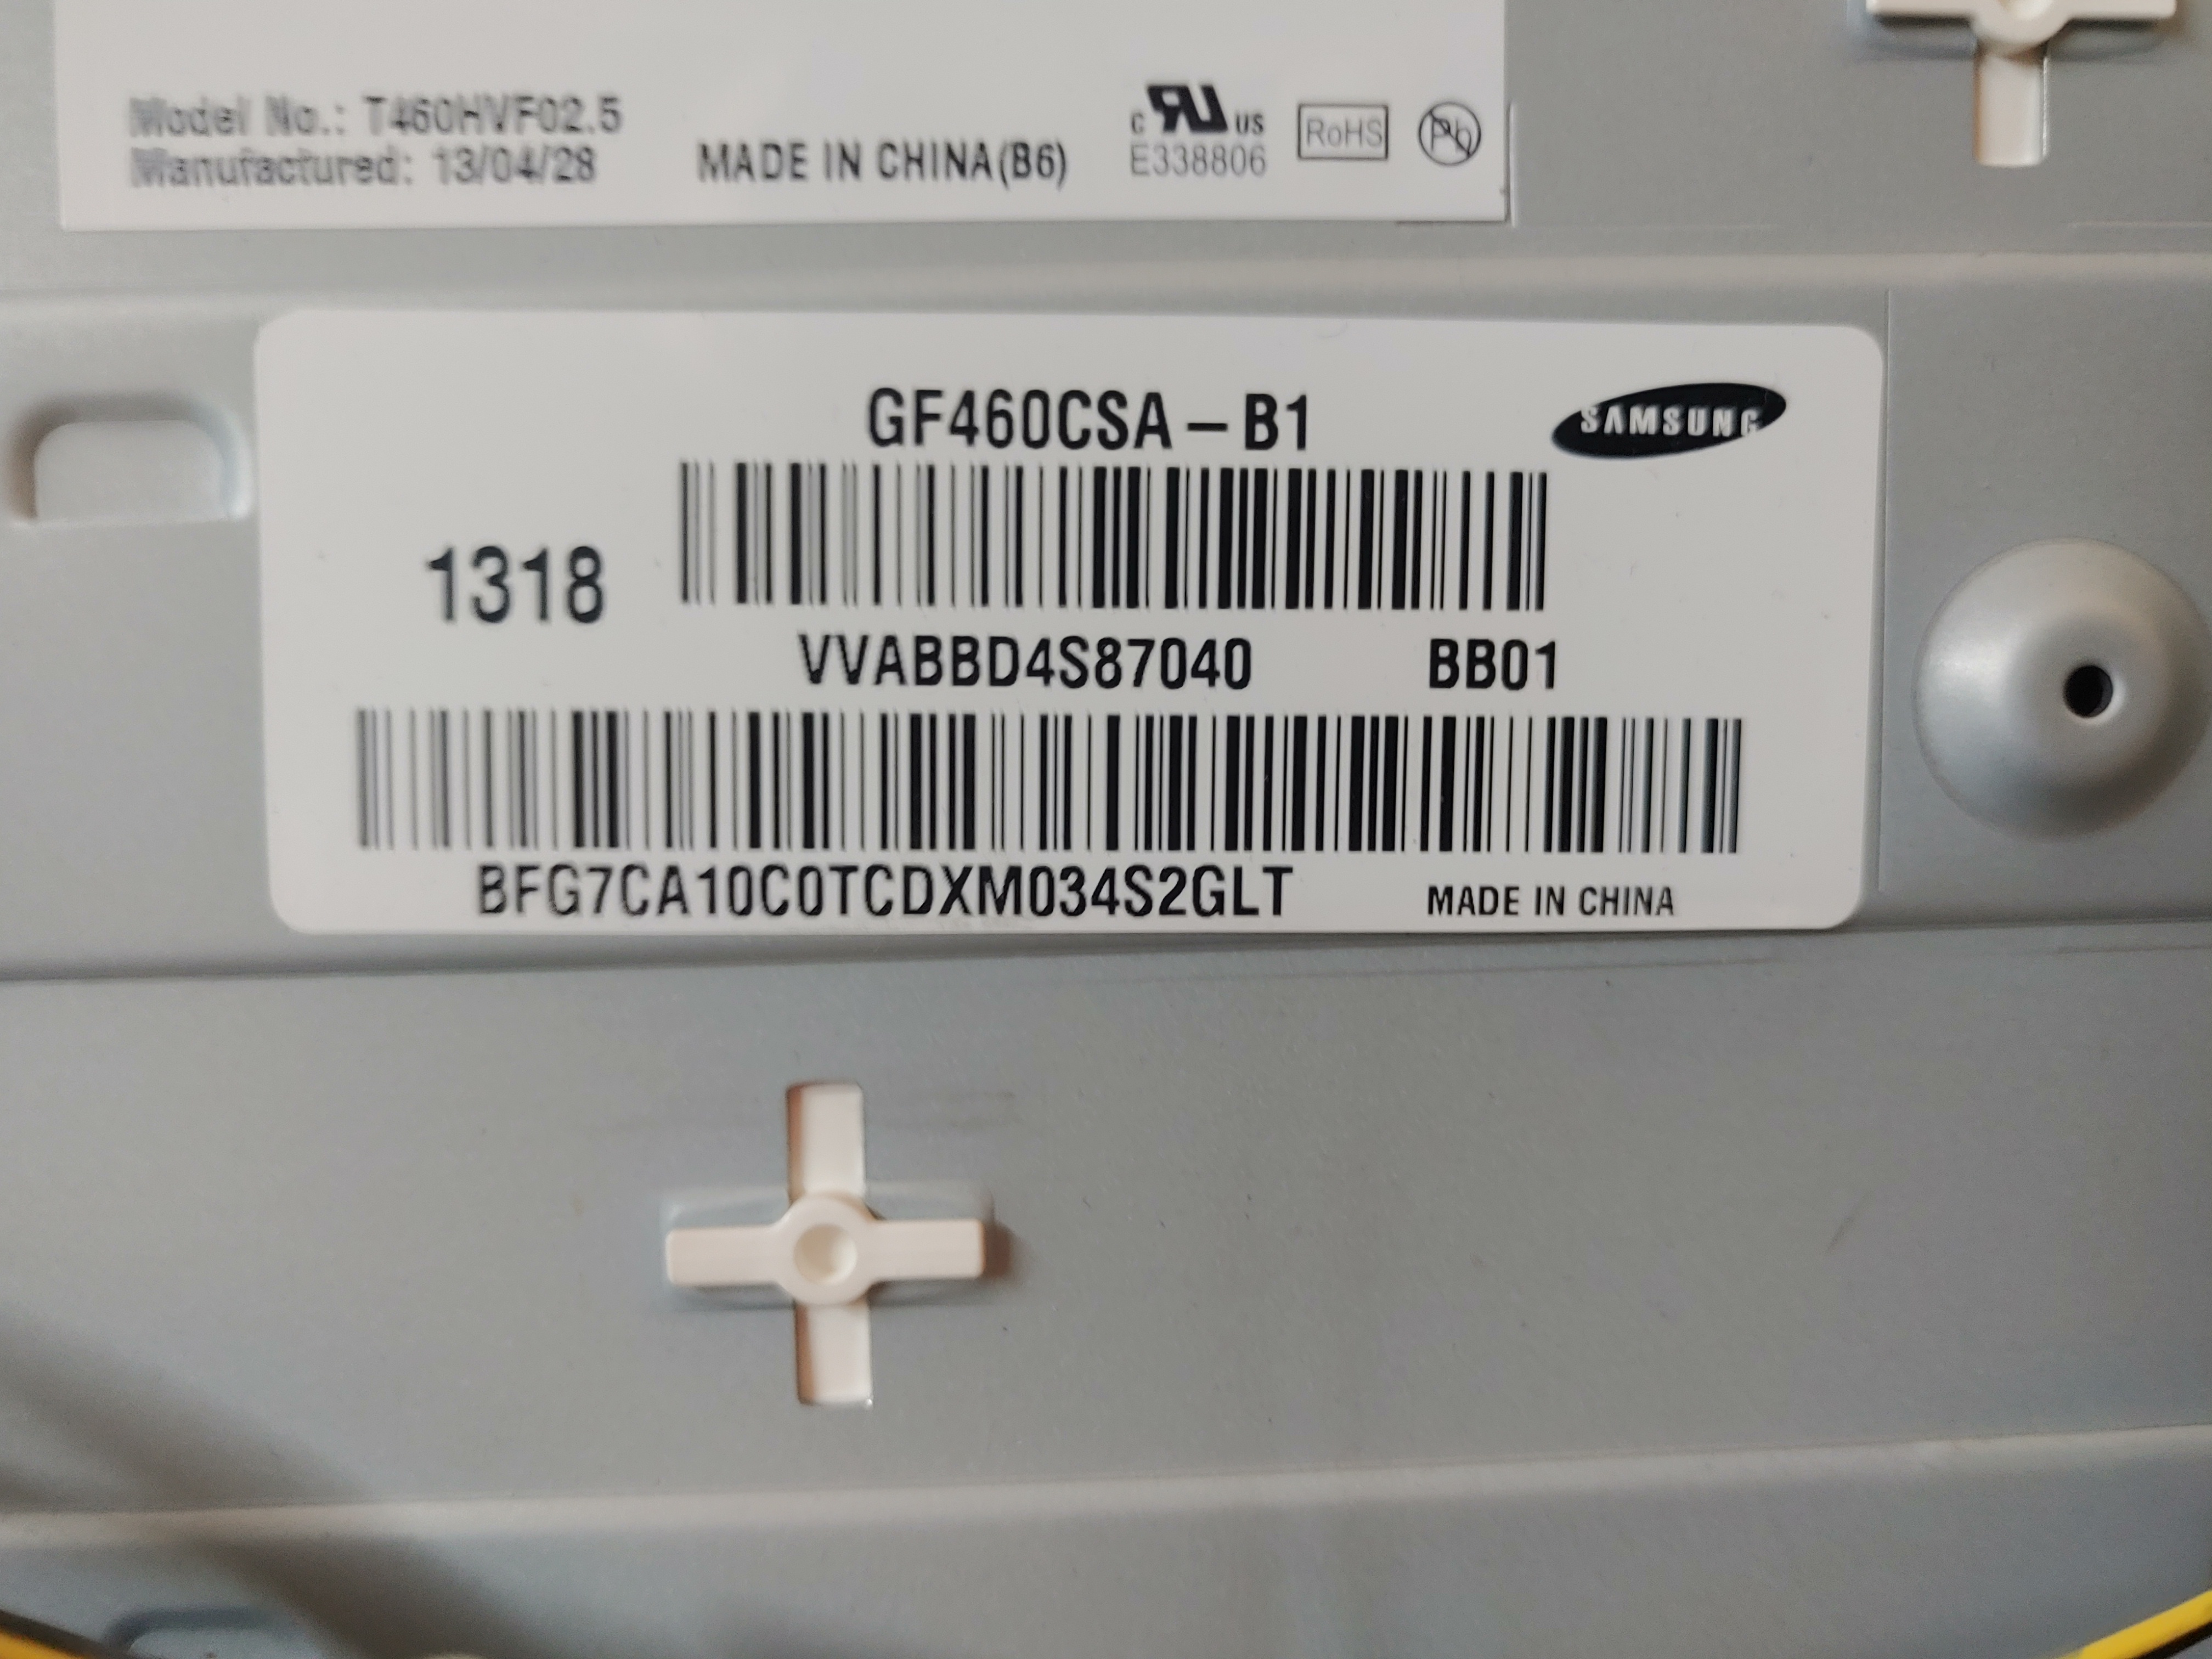 Model No.: T460HVF02.5
Manufactured: 13/04/28
MADE IN CHINA(B6)
c RU US
E338806
RoHS
Pb
GF460CSA-B1
SAMSUNG
1318
VVABBD4S87040 BB01
BFG7CA10C0TCDXM034S2GLT
MADE IN CHINA